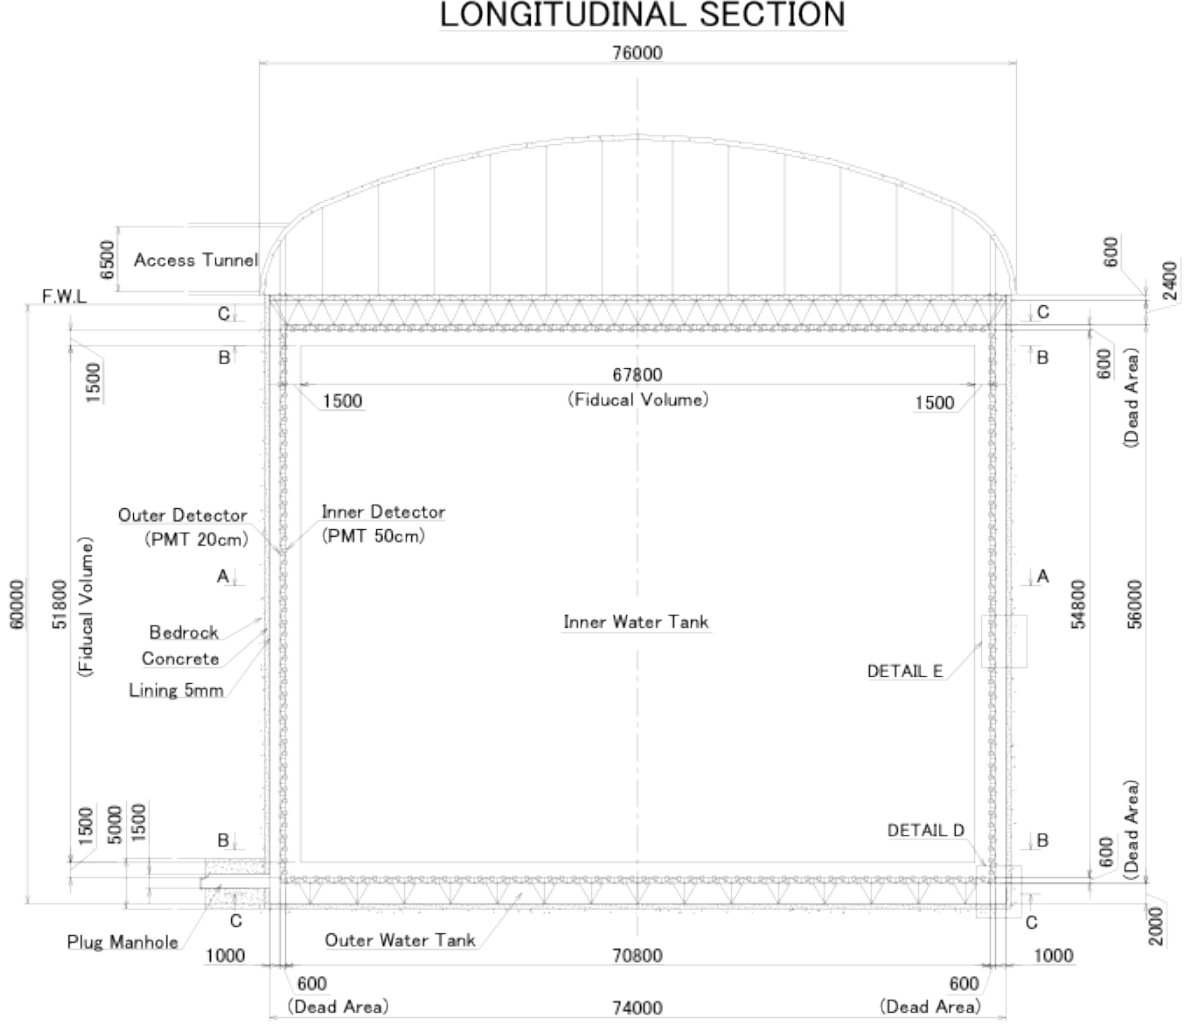 LONGITUDINAL SECTION
76000
6500
Access Tunnel
600
2400
F.W.L
C
C
B
B
1500
67800
(Fiducal Volume)
1500
1500
600
(Dead Area)
Outer Detector
(PMT 20cm)
Inner Detector
(PMT 50cm)
A
A
60000
51800
(Fiducal Volume)
54800
56000
Inner Water Tank
Bedrock
Concrete
Lining 5mm
DETAIL E
1500
5000
1500
B
DETAIL D
B
600
(Dead Area)
C
C
2000
Plug Manhole
Outer Water Tank
1000
70800
1000
600
(Dead Area)
600
(Dead Area)
74000